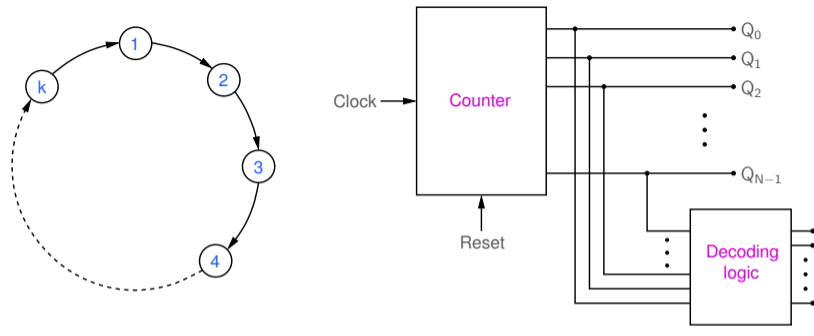 1
2
3
4
k
Clock
Counter
Reset
Q0
Q1
Q2
QN−1
Decoding
logic